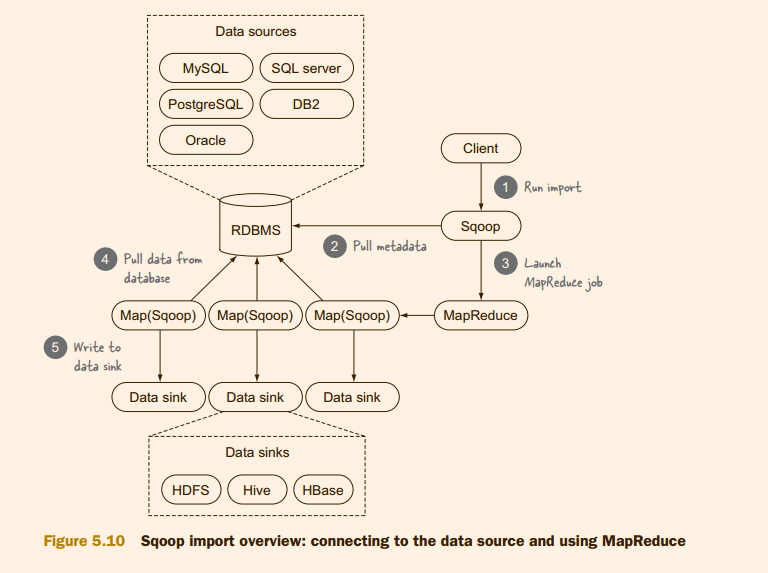 Data sources
MySQL
SQL server
PostgreSQL
DB2
Oracle
Client
1 Run import
RDBMS
Sqoop
2 Pull metadata
4 Pull data from
database
3 Launch
MapReduce job
Map(Sqoop)
Map(Sqoop)
Map(Sqoop)
MapReduce
5 Write to
data sink
Data sink
Data sink
Data sink
Data sinks
HDFS
Hive
HBase
Figure 5.10 Sqoop import overview: connecting to the data source and using MapReduce